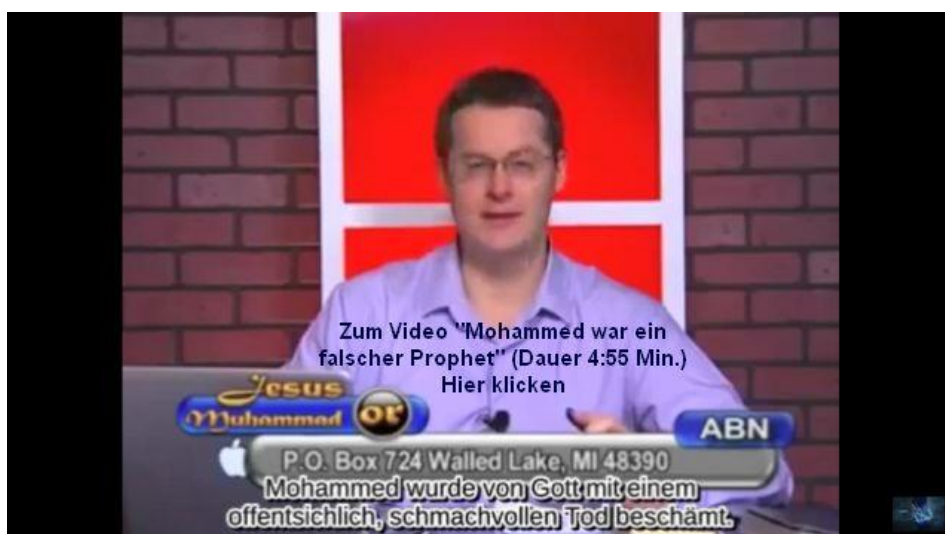 Zum Video "Mohammed war ein
falscher Prophet" (Dauer 4:55 Min.)
Hier klicken
Jesus
or
Muhammad
ABN
P.O. Box 724 Walled Lake, MI 48390
Mohammed wurde von Gott mit einem
offentsichlich, schmachvollen Tod beschämt.